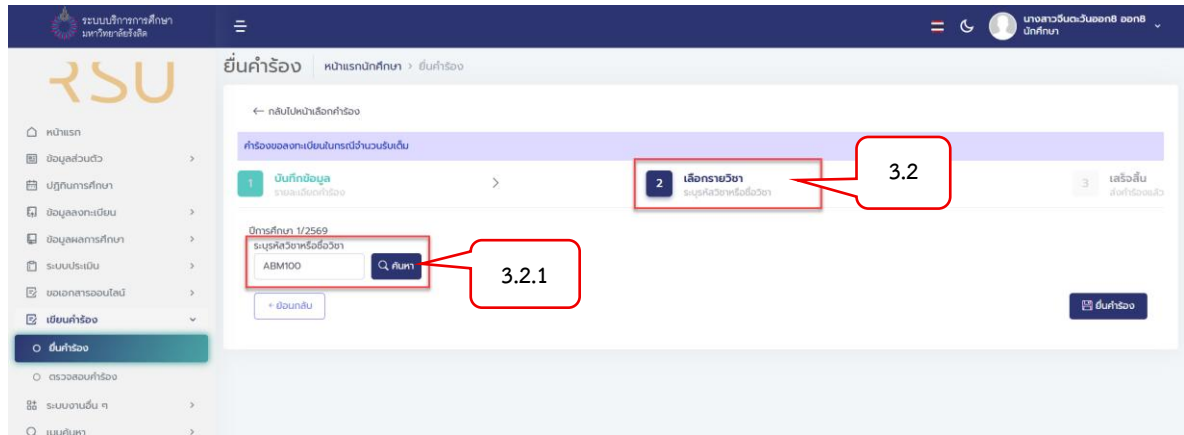 ระบบบริการการศึกษา
มหาวิทยาลัยรังสิต
นางสาวจีนตะวันออก8 ออก8
นักศึกษา
RSU
ยื่นคำร้อง
หน้าแรกนักศึกษา > ยื่นคำร้อง
← กลับไปหน้าเลือกคำร้อง
หน้าแรก
ข้อมูลส่วนตัว
ปฏิทินการศึกษา
ข้อมูลลงทะเบียน
ข้อมูลผลการศึกษา
ระบบประเมิน
ขอเอกสารออนไลน์
เขียนคำร้อง
ยื่นคำร้อง
ตรวจสอบคำร้อง
ระบบงานอื่น ๆ
เมนูค้นหา
คำร้องขอลงทะเบียนในกรณีจำนวนรับเต็ม
1 บันทึกข้อมูล
รายละเอียดคำร้อง
2 เลือกรายวิชา
ระบุรหัสวิชาหรือชื่อวิชา
3.2
3 เสร็จสิ้น
ส่งคำร้องแล้ว
ปีการศึกษา 1/2569
ระบุรหัสวิชาหรือชื่อวิชา
ABM100
ค้นหา
3.2.1
← ย้อนกลับ
ยื่นคำร้อง